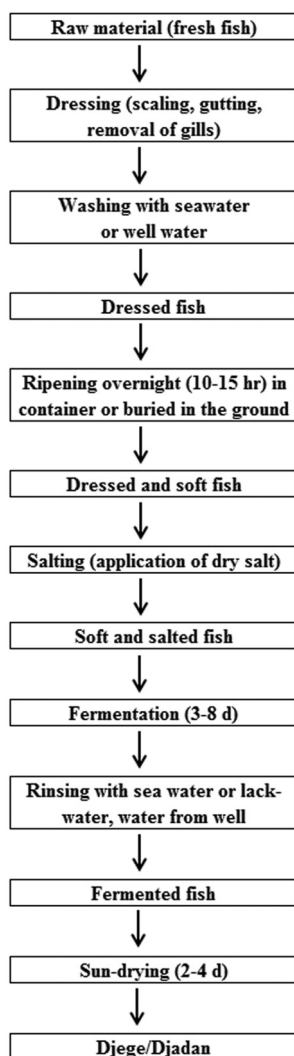 Raw material (fresh fish)
Dressing (scaling, gutting,
removal of gills)
Washing with seawater
or well water
Dressed fish
Ripening overnight (10-15 hr) in
container or buried in the ground
Dressed and soft fish
Salting (application of dry salt)
Soft and salted fish
Fermentation (3-8 d)
Rinsing with sea water or lack-
water, water from well
Fermented fish
Sun-drying (2-4 d)
Djege/Djadan